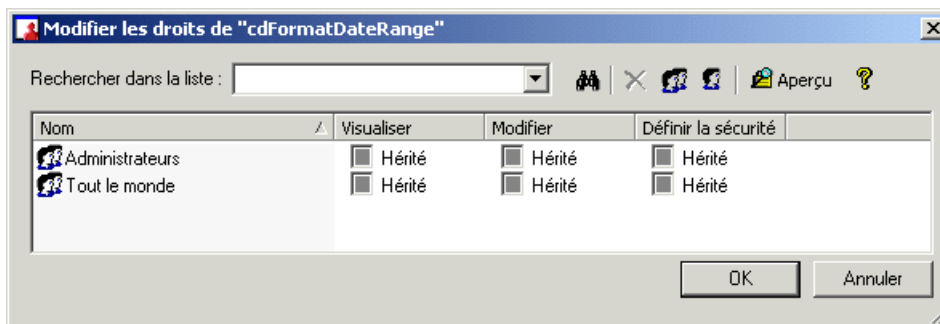 Modifier les droits de "cdFormatDateRange"
Rechercher dans la liste : Aperçu
Nom Visualiser Modifier Définir la sécurité
Administrateurs Hérité Hérité Hérité
Tout le monde Hérité Hérité Hérité
OK Annuler